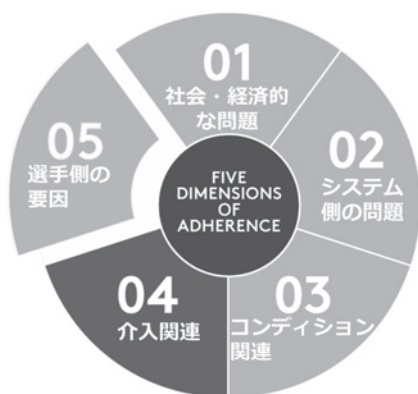 01
社会・経済的
な問題
02
システム
側の問題
03
コンディション
関連
04
介入関連
05
選手側の
要因
FIVE
DIMENSIONS
OF
ADHERENCE